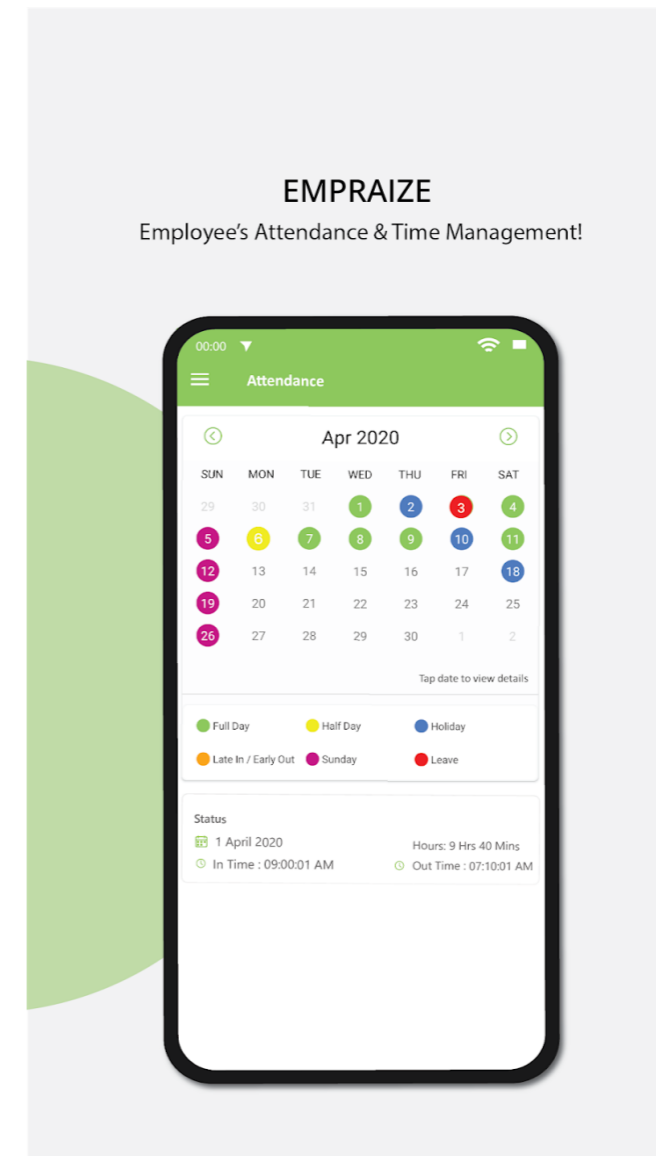 EMPRAIZE
Employee's Attendance & Time Management!
00:00
Attendance
Apr 2020
SUN MON TUE WED THU FRI SAT
29 30 31 1 2 3 4
5 6 7 8 9 10 11
12 13 14 15 16 17 18
19 20 21 22 23 24 25
26 27 28 29 30 1 2
Tap date to view details
Full Day Half Day Holiday
Late In / Early Out Sunday Leave
Status
1 April 2020 Hours: 9 Hrs 40 Mins
In Time : 09:00:01 AM Out Time : 07:10:01 AM